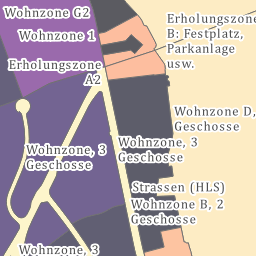 Wohnzone G2
Wohnzone 1
Erholungszone
B: Festplatz,
Parkanlage
usw.
Erholungszone
A2
Wohnzone D,
Geschosse
Wohnzone, 3
Geschosse
Wohnzone, 3
Geschosse
Strassen (HLS)
Wohnzone B, 2
Geschosse
Wohnzone, 3